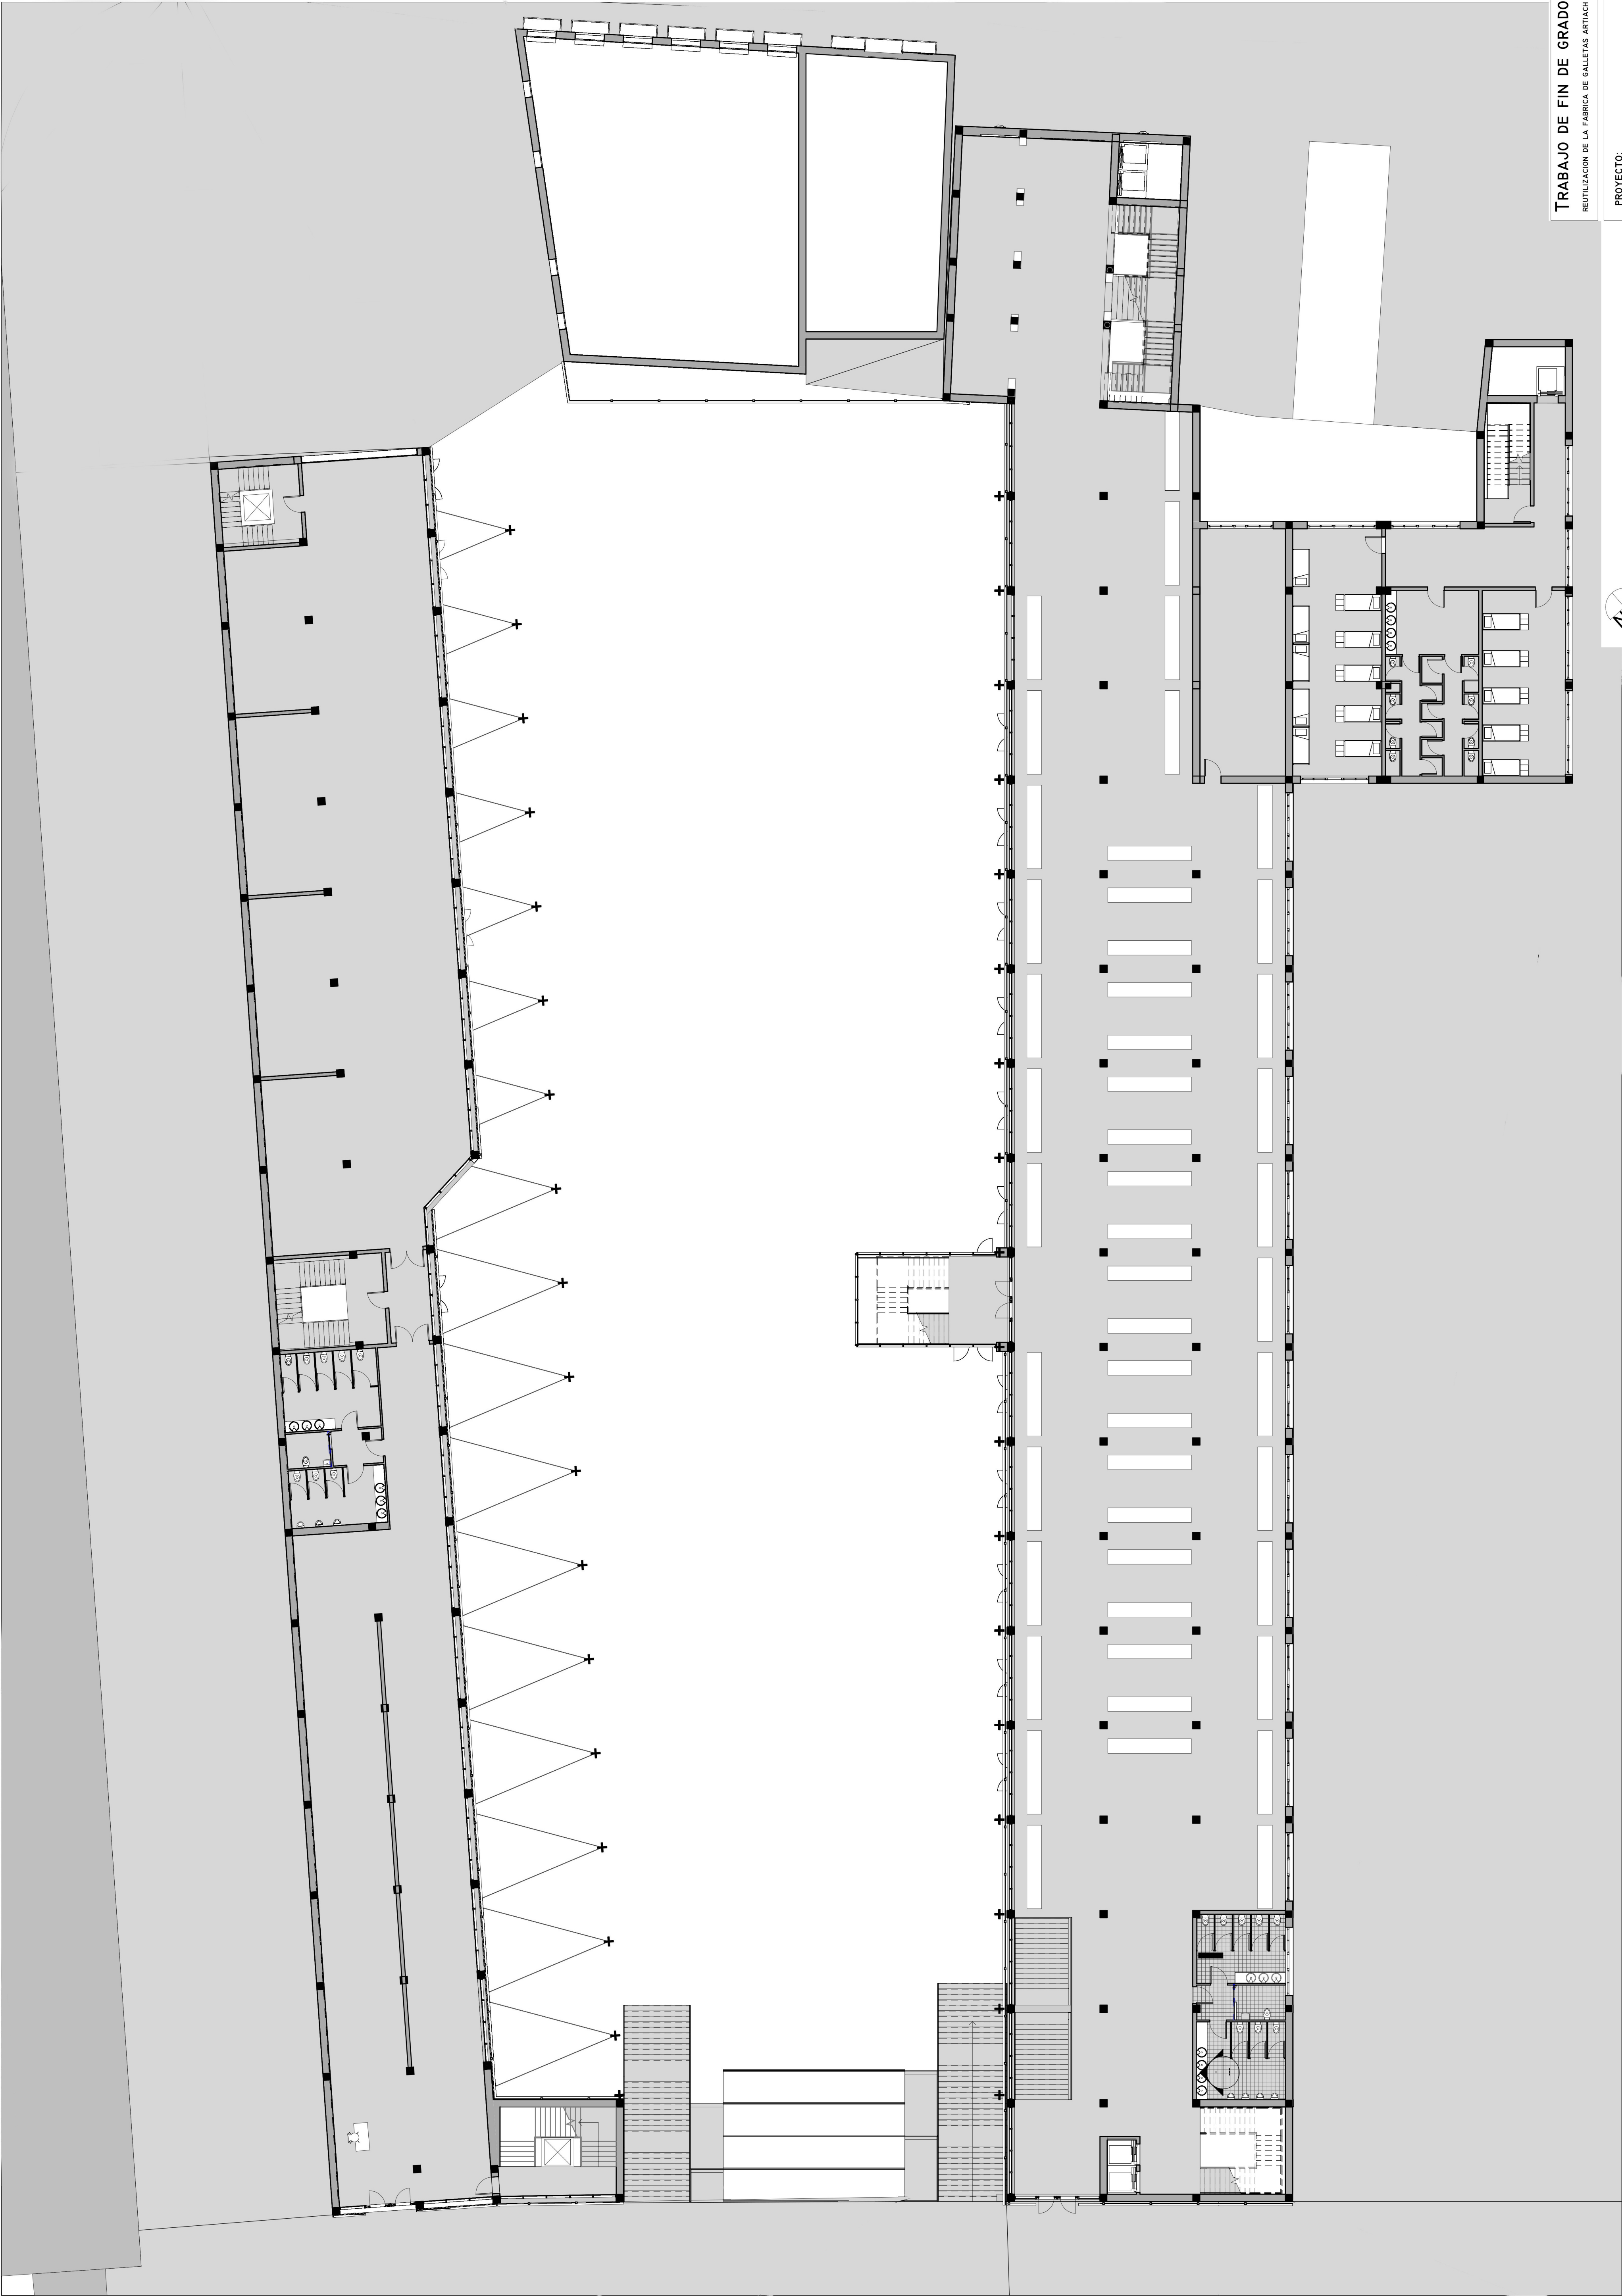 TRABAJO DE FIN DE GRADO
REUTILIZACION DE LA FABRICA DE GALLETAS ARTIACH
PROYECTO: